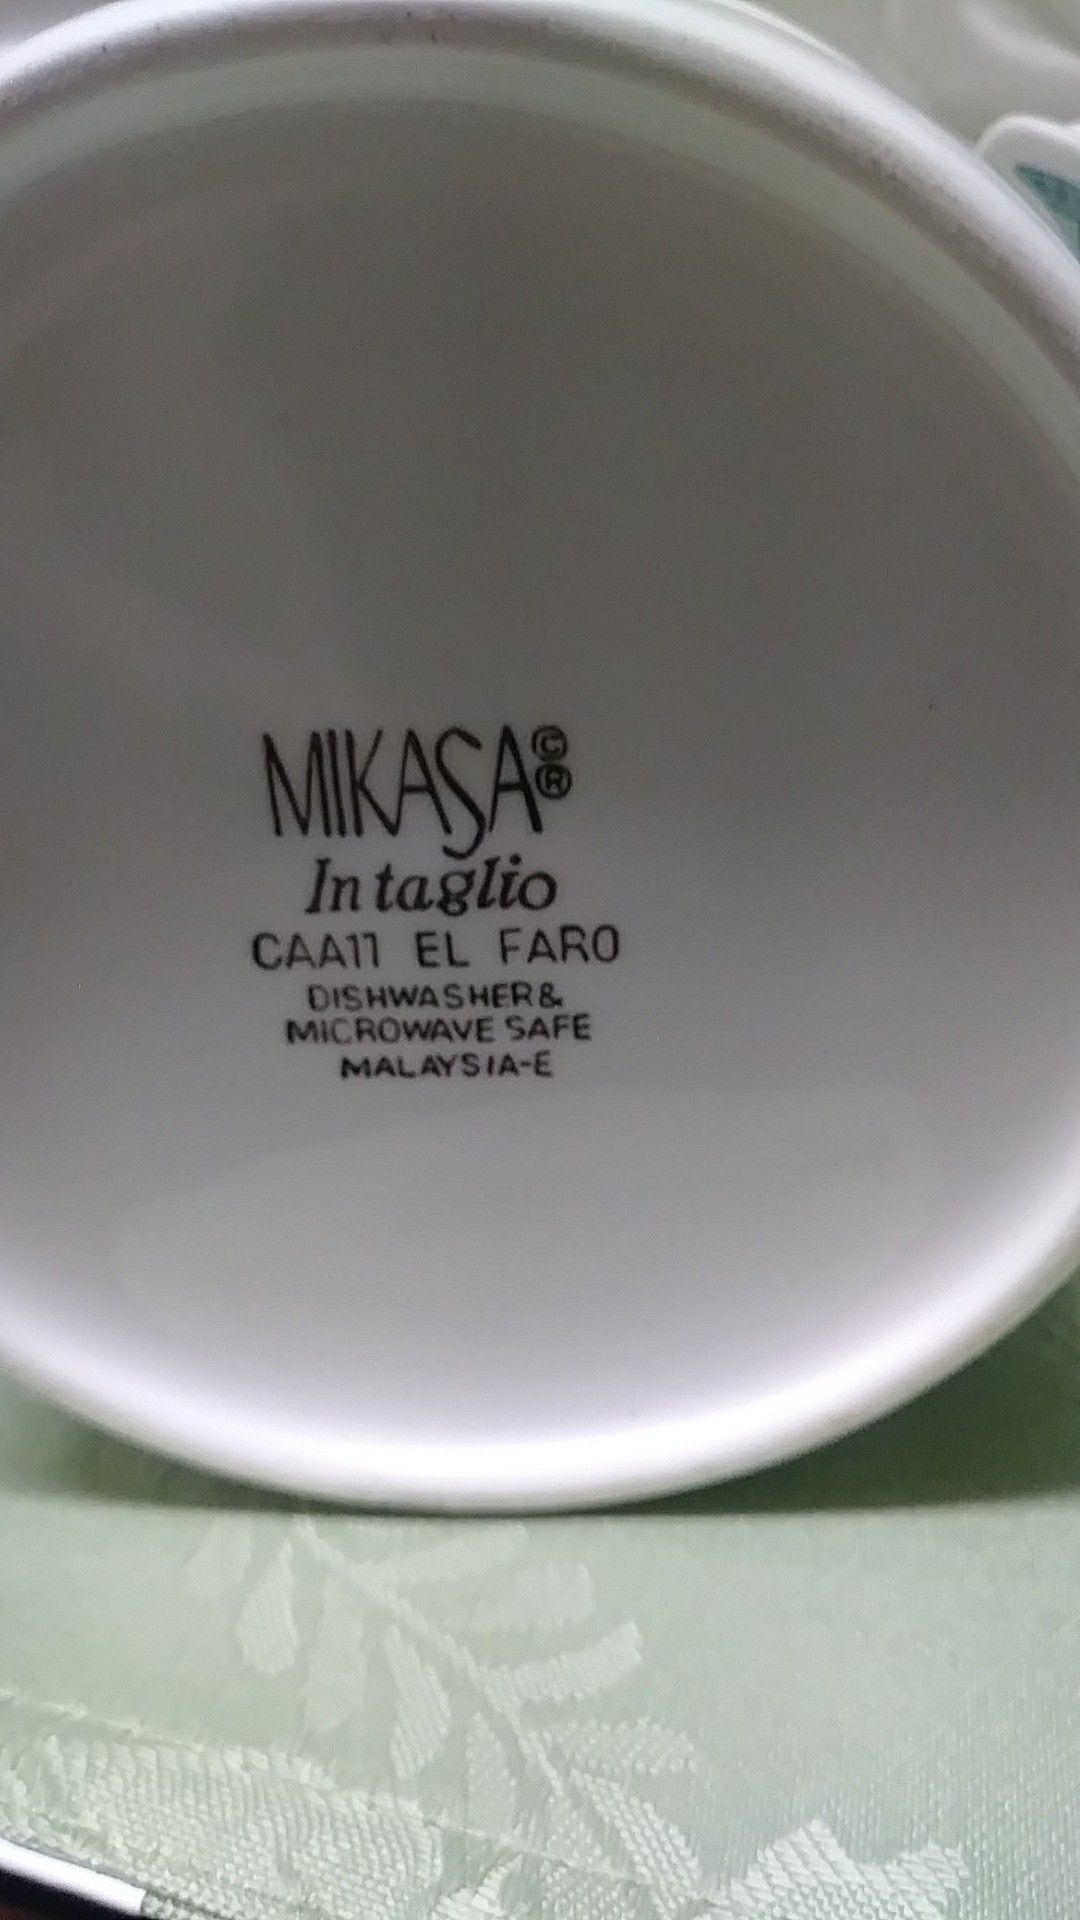 MIKASA©®
Intaglio
CAA11 EL FARO
DISHWASHER&
MICROWAVE SAFE
MALAYSIA-E